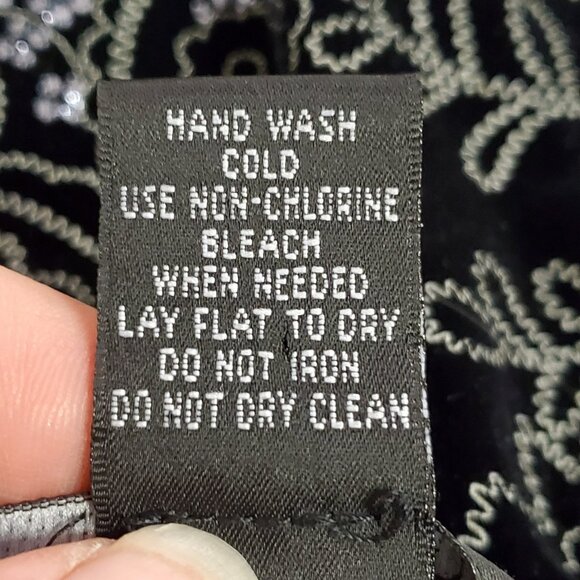 HAND WASH
COLD
USE NON-CHLORINE
BLEACH
WHEN NEEDED
LAY FLAT TO DRY
DO NOT IRON
DO NOT DRY CLEAN